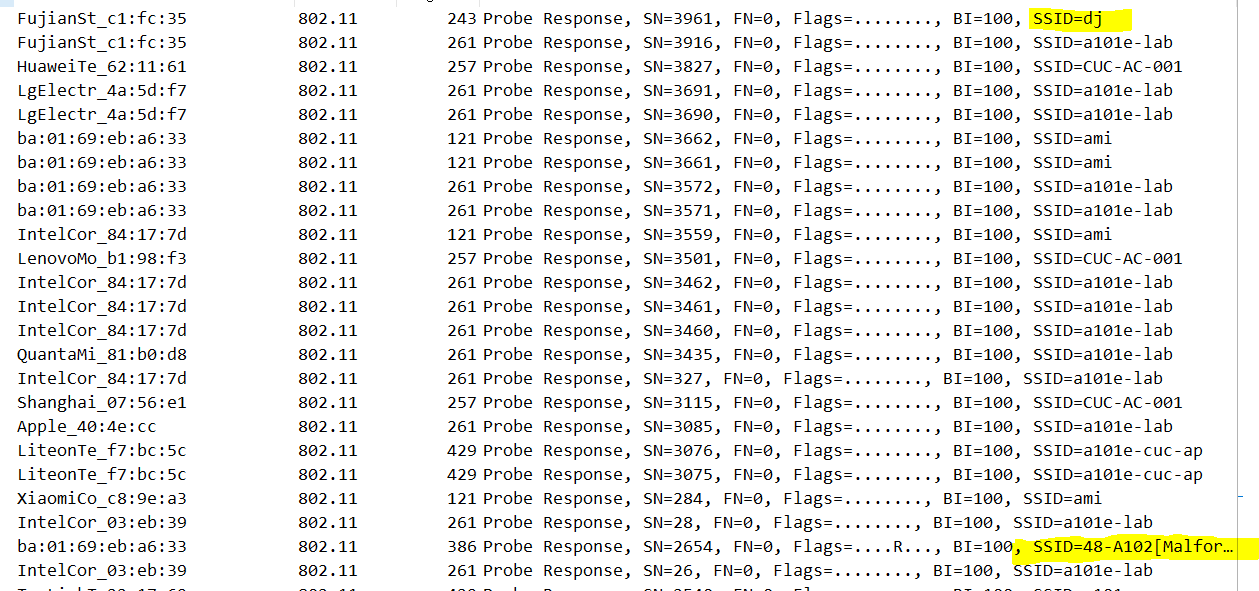 FujianSt_c1:fc:35 802.11 243 Probe Response, SN=3961, FN=0, Flags=........, BI=100, SSID=dj
FujianSt_c1:fc:35 802.11 261 Probe Response, SN=3916, FN=0, Flags=........, BI=100, SSID=a101e-lab
HuaweiTe_62:11:61 802.11 257 Probe Response, SN=3827, FN=0, Flags=........, BI=100, SSID=CUC-AC-001
LgElectr_4a:5d:f7 802.11 261 Probe Response, SN=3691, FN=0, Flags=........, BI=100, SSID=a101e-lab
LgElectr_4a:5d:f7 802.11 261 Probe Response, SN=3690, FN=0, Flags=........, BI=100, SSID=a101e-lab
ba:01:69:eb:a6:33 802.11 121 Probe Response, SN=3662, FN=0, Flags=........, BI=100, SSID=ami
ba:01:69:eb:a6:33 802.11 121 Probe Response, SN=3661, FN=0, Flags=........, BI=100, SSID=ami
ba:01:69:eb:a6:33 802.11 261 Probe Response, SN=3572, FN=0, Flags=........, BI=100, SSID=a101e-lab
ba:01:69:eb:a6:33 802.11 261 Probe Response, SN=3571, FN=0, Flags=........, BI=100, SSID=a101e-lab
IntelCor_84:17:7d 802.11 121 Probe Response, SN=3559, FN=0, Flags=........, BI=100, SSID=ami
LenovoMo_b1:98:f3 802.11 257 Probe Response, SN=3501, FN=0, Flags=........, BI=100, SSID=CUC-AC-001
IntelCor_84:17:7d 802.11 261 Probe Response, SN=3462, FN=0, Flags=........, BI=100, SSID=a101e-lab
IntelCor_84:17:7d 802.11 261 Probe Response, SN=3461, FN=0, Flags=........, BI=100, SSID=a101e-lab
IntelCor_84:17:7d 802.11 261 Probe Response, SN=3460, FN=0, Flags=........, BI=100, SSID=a101e-lab
QuantaMi_81:b0:d8 802.11 261 Probe Response, SN=3435, FN=0, Flags=........, BI=100, SSID=a101e-lab
IntelCor_84:17:7d 802.11 261 Probe Response, SN=327, FN=0, Flags=........, BI=100, SSID=a101e-lab
Shanghai_07:56:e1 802.11 257 Probe Response, SN=3115, FN=0, Flags=........, BI=100, SSID=CUC-AC-001
Apple_40:4e:cc 802.11 261 Probe Response, SN=3085, FN=0, Flags=........, BI=100, SSID=a101e-lab
LiteonTe_f7:bc:5c 802.11 429 Probe Response, SN=3076, FN=0, Flags=........, BI=100, SSID=a101e-cuc-ap
LiteonTe_f7:bc:5c 802.11 429 Probe Response, SN=3075, FN=0, Flags=........, BI=100, SSID=a101e-cuc-ap
XiaomiCo_c8:9e:a3 802.11 121 Probe Response, SN=284, FN=0, Flags=........, BI=100, SSID=ami
IntelCor_03:eb:39 802.11 261 Probe Response, SN=28, FN=0, Flags=........, BI=100, SSID=a101e-lab
ba:01:69:eb:a6:33 802.11 386 Probe Response, SN=2654, FN=0, Flags=....R..., BI=100, SSID=48-A102[Malfor…
IntelCor_03:eb:39 802.11 261 Probe Response, SN=26, FN=0, Flags=........, BI=100, SSID=a101e-lab